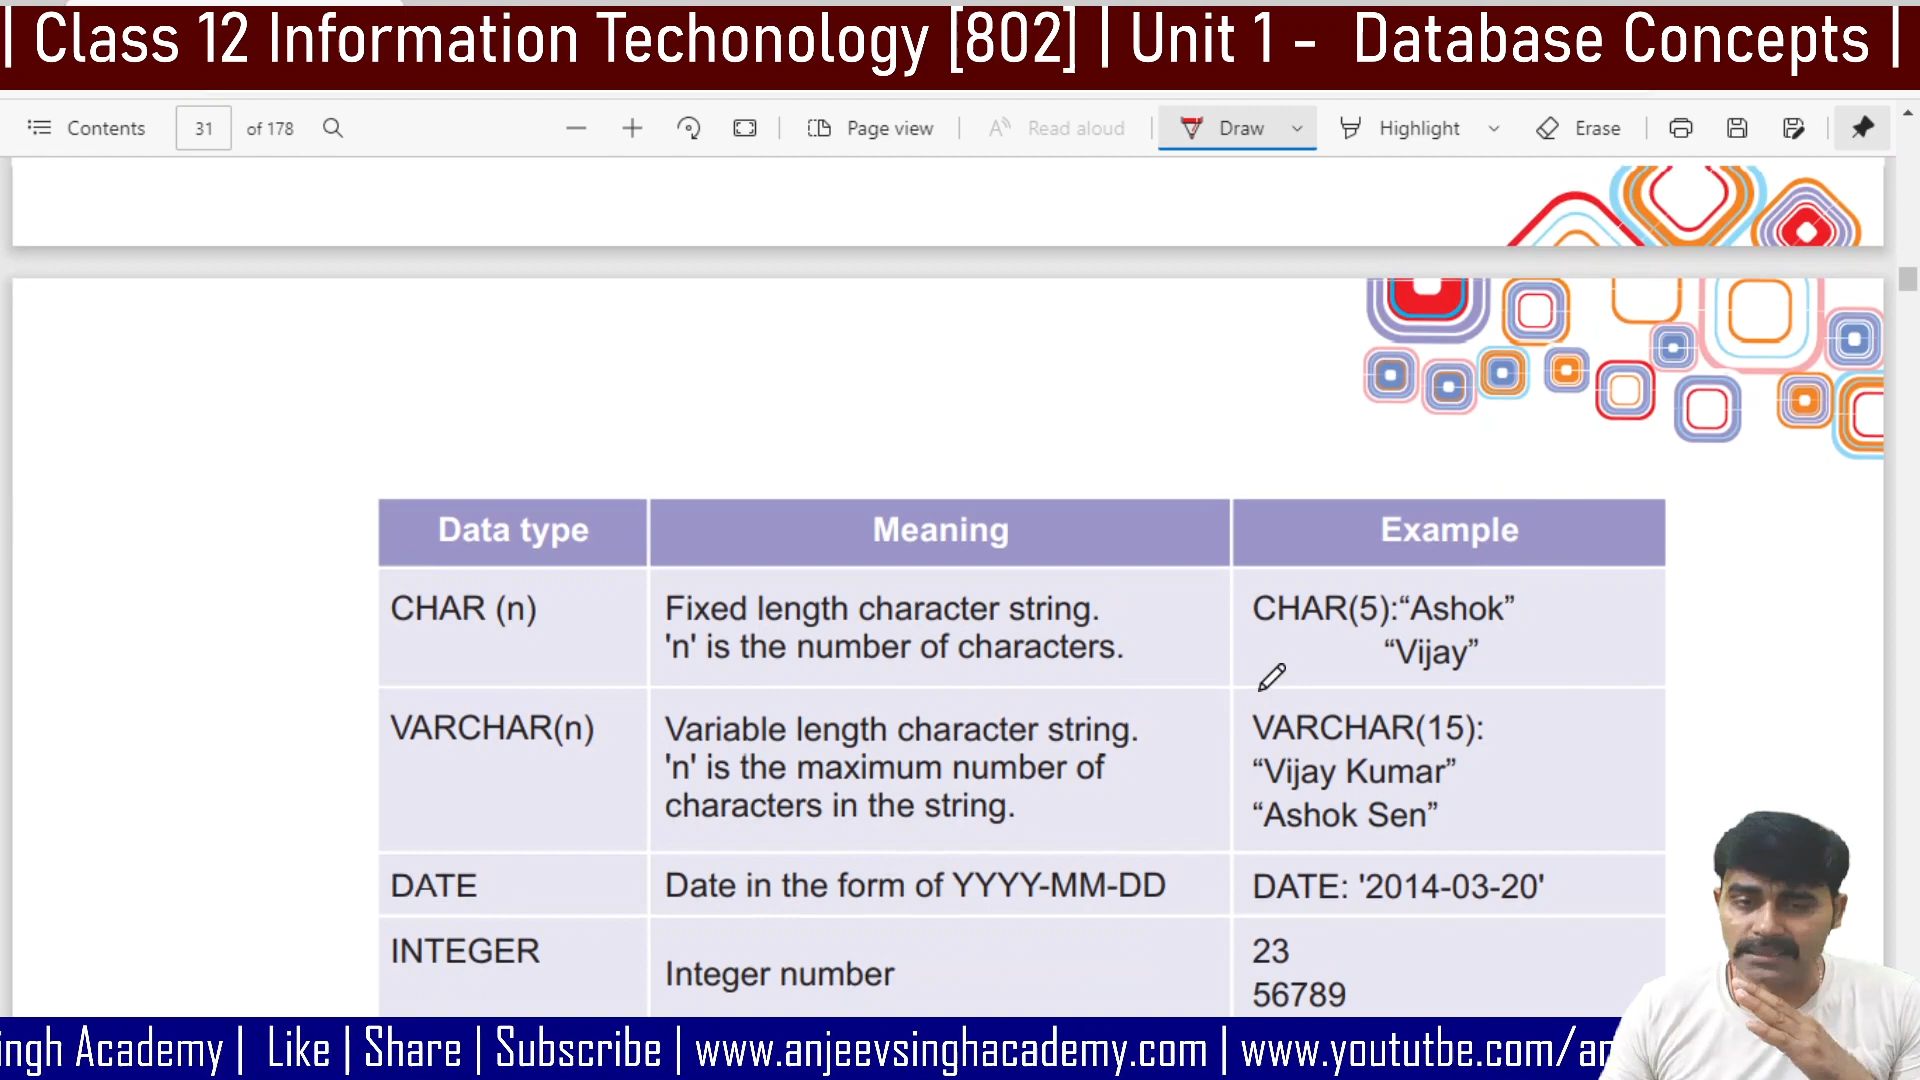 | Class 12 Information Techonology [802] | Unit 1 - Database Concepts |
Contents 31 of 178 Page view Read aloud Draw Highlight Erase
Data type Meaning Example
CHAR (n) Fixed length character string. CHAR(5):“Ashok”
'n' is the number of characters. “Vijay”
VARCHAR(n) Variable length character string. VARCHAR(15):
'n' is the maximum number of “Vijay Kumar”
characters in the string. “Ashok Sen”
DATE Date in the form of YYYY-MM-DD DATE: '2014-03-20'
INTEGER Integer number 23
56789
ingh Academy | Like | Share | Subscribe | www.anjeevsinghacademy.com | www.yoututbe.com/an